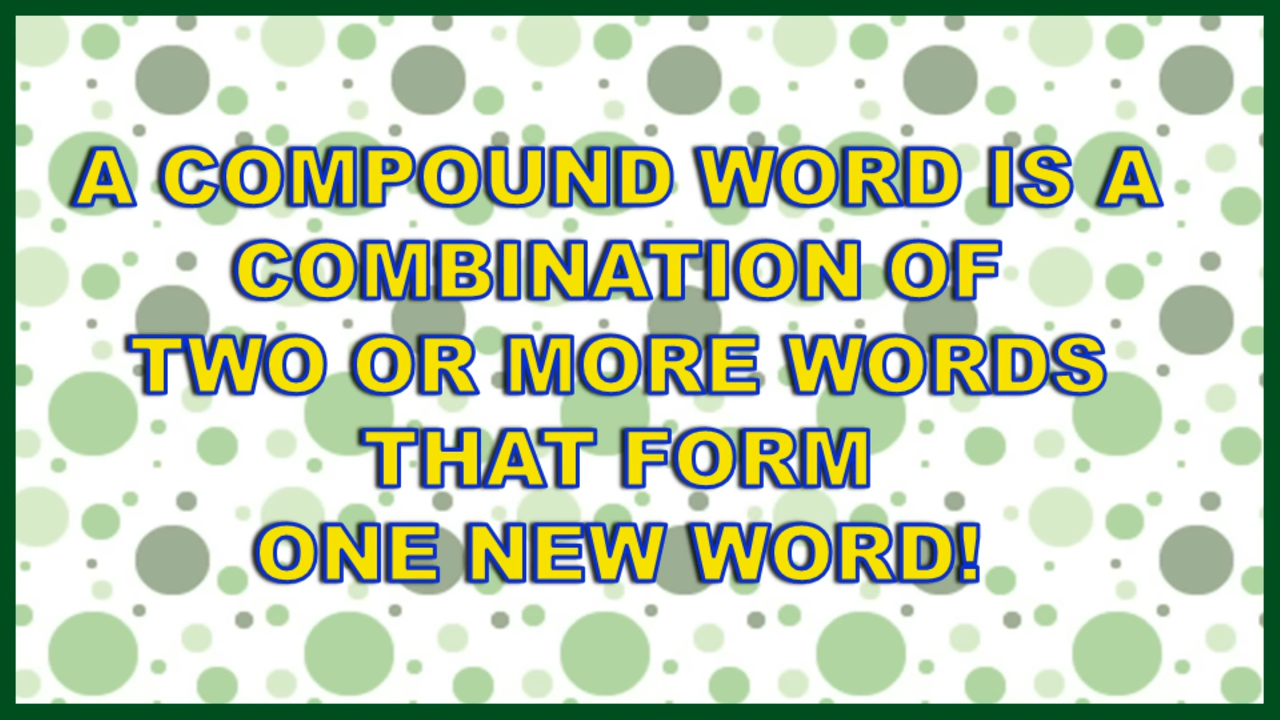 A COMPOUND WORD IS A
COMBINATION OF
TWO OR MORE WORDS
THAT FORM
ONE NEW WORD!